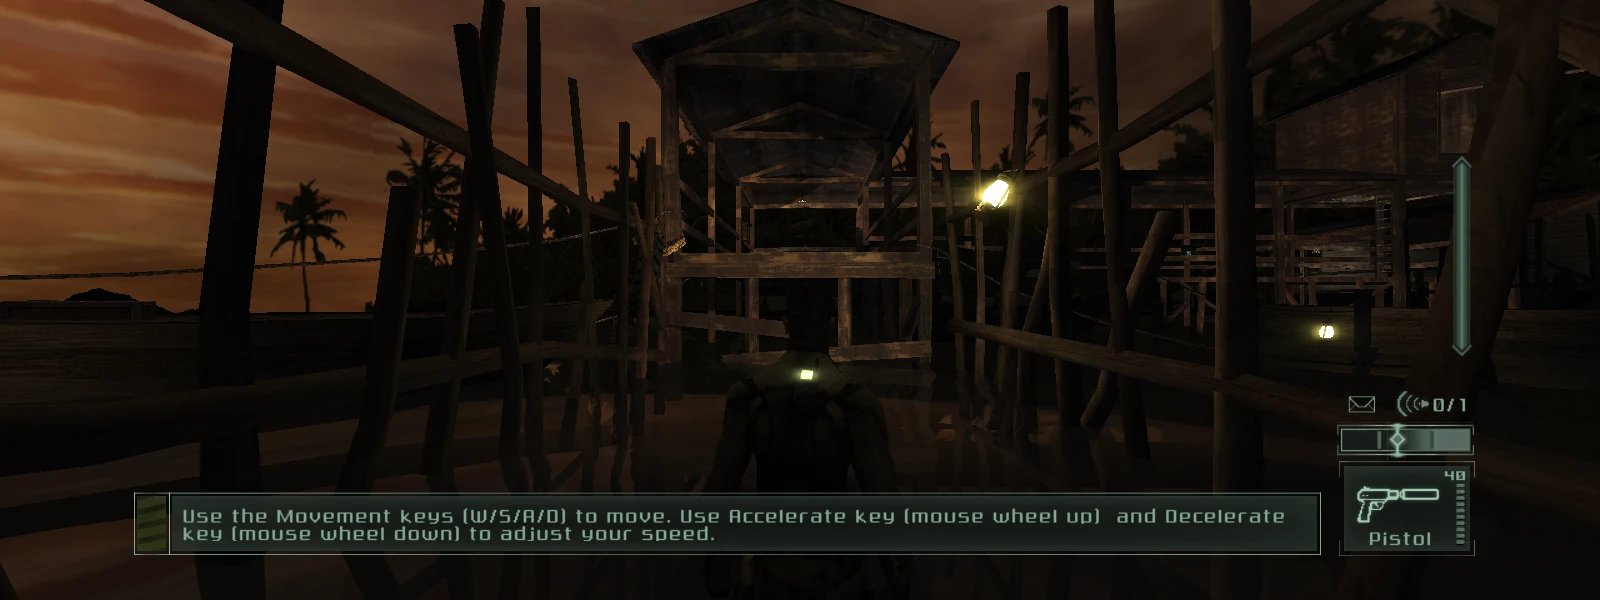 0/1
40
Use the Movement keys (W/S/A/D) to move. Use Accelerate key (mouse wheel up)  and Decelerate
key (mouse wheel down) to adjust your speed.
Pistol